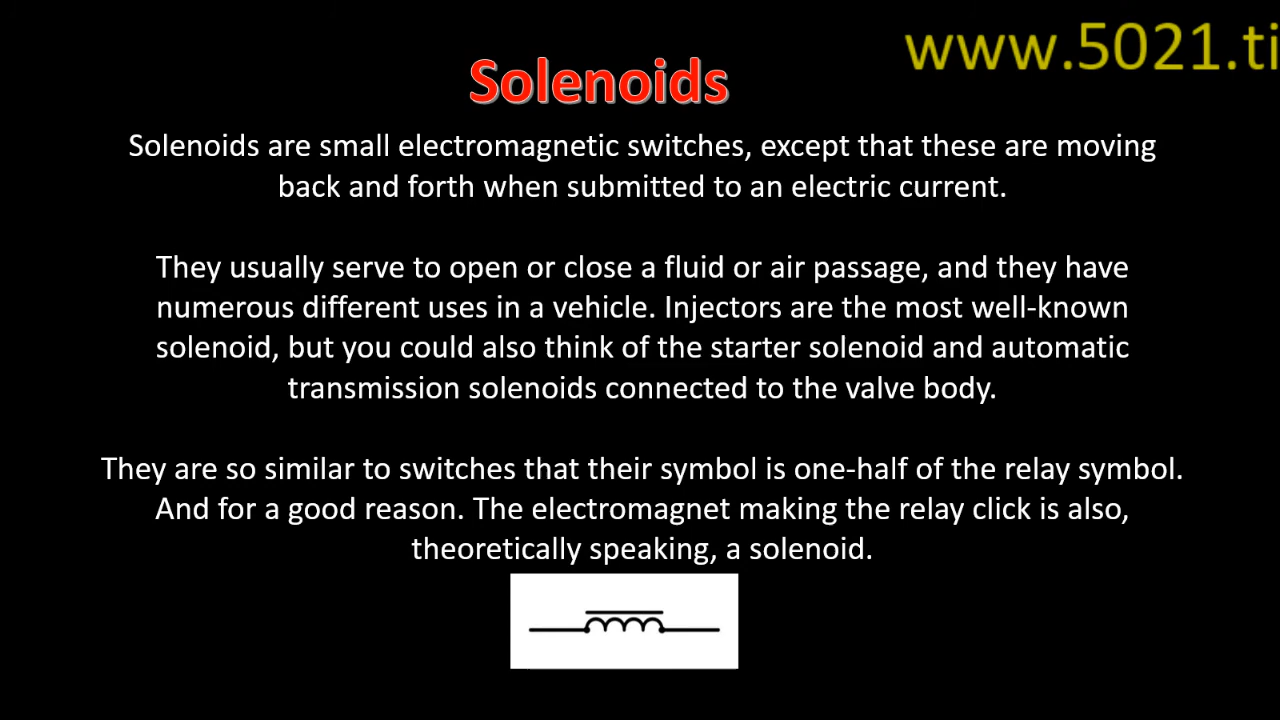 www.5021.ti
Solenoids
Solenoids are small electromagnetic switches, except that these are moving
back and forth when submitted to an electric current.
They usually serve to open or close a fluid or air passage, and they have
numerous different uses in a vehicle. Injectors are the most well-known
solenoid, but you could also think of the starter solenoid and automatic
transmission solenoids connected to the valve body.
They are so similar to switches that their symbol is one-half of the relay symbol.
And for a good reason. The electromagnet making the relay click is also,
theoretically speaking, a solenoid.